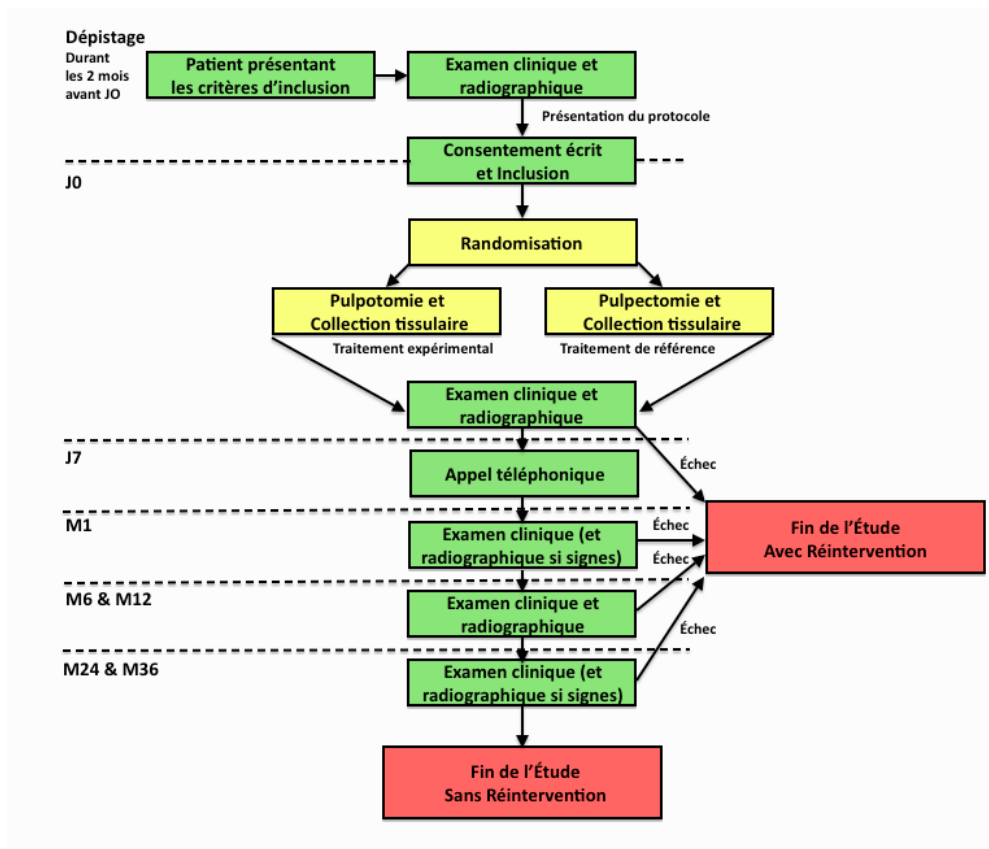 Dépistage
Durant
les 2 mois
avant JO
Patient présentant
les critères d’inclusion
Examen clinique et
radiographique
Présentation du protocole
Consentement écrit
et Inclusion
J0
Randomisation
Pulpotomie et
Collection tissulaire
Pulpectomie et
Collection tissulaire
Traitement expérimental
Traitement de référence
Examen clinique et
radiographique
Échec
J7
Appel téléphonique
M1
Examen clinique (et
radiographique si signes)
Échec
Échec
Fin de l’Étude
Avec Réintervention
M6 & M12
Examen clinique et
radiographique
Échec
M24 & M36
Examen clinique (et
radiographique si signes)
Fin de l’Étude
Sans Réintervention